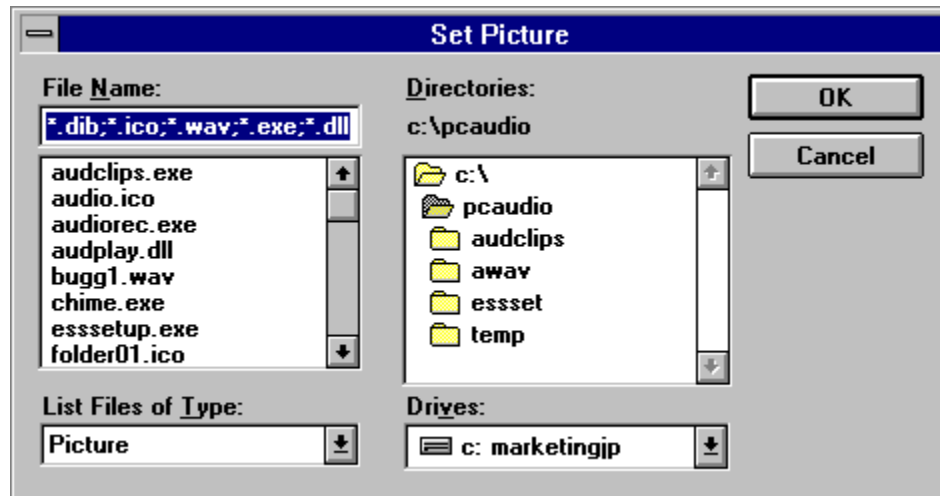 Set Picture
File Name:
*.dib;*.ico;*.wav;*.exe;*.dll
audclips.exe
audio.ico
audiorec.exe
audplay.dll
bugg1.wav
chime.exe
esssetup.exe
folder01.ico
List Files of Type:
Picture
Directories:
c:\pcaudio
c:\
pcaudio
audclips
awav
essset
temp
Drives:
c: marketingjp
OK
Cancel